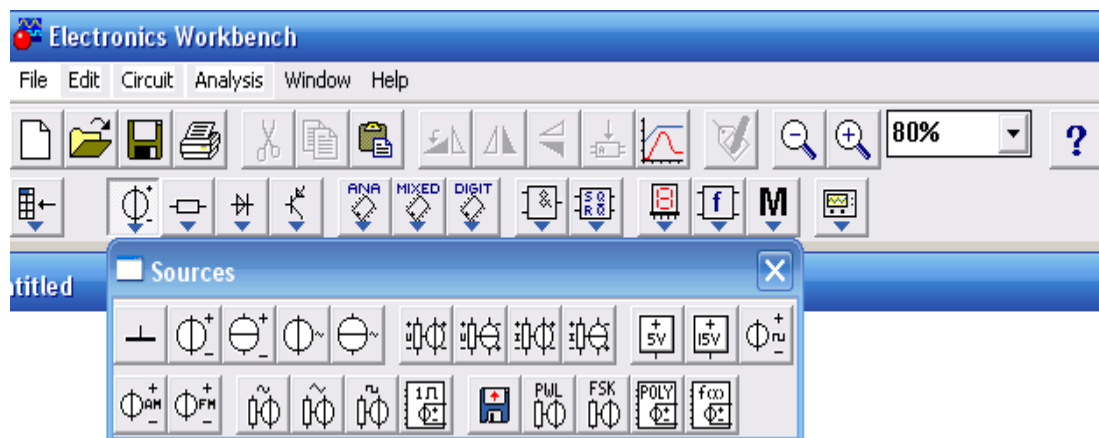 Electronics Workbench
File Edit Circuit Analysis Window Help
80% ?
ANA MIXED DIGIT & S Q R Q f M
ntitled Sources
5V 15V
AM FM 1 PWL FSK POLY